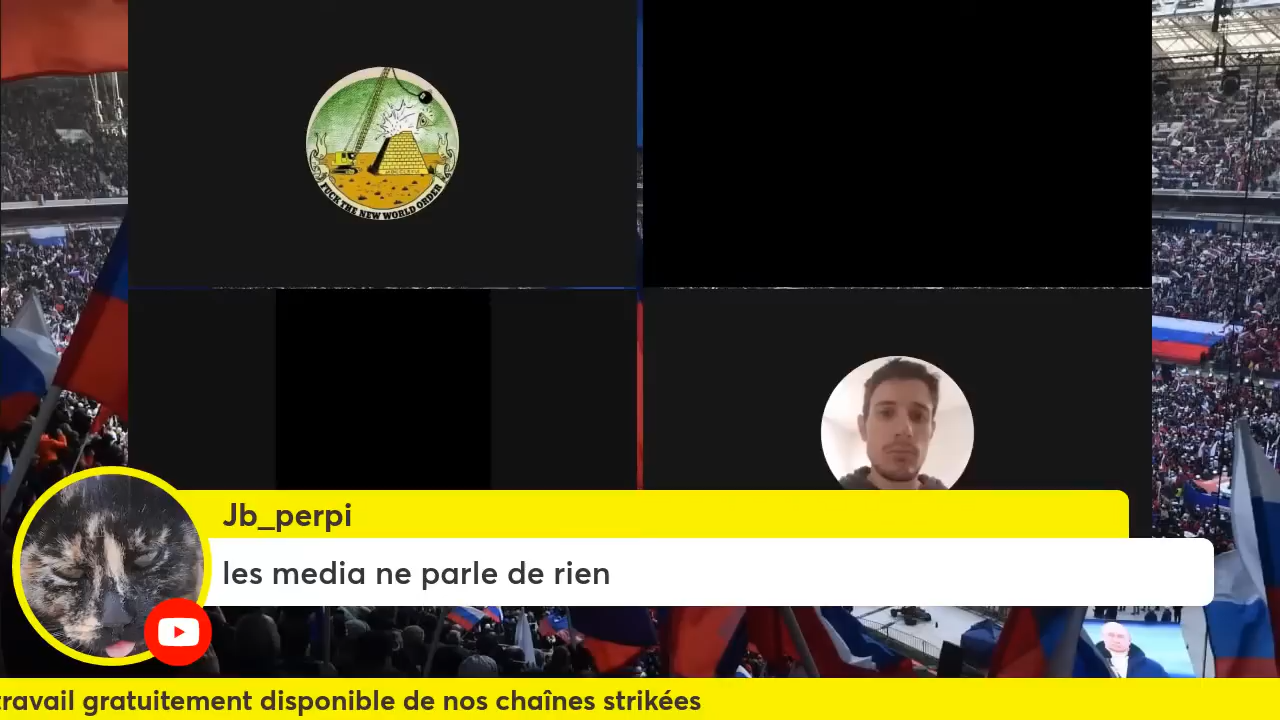 FUCK THE NEW WORLD ORDER
Jb_perpi
les media ne parle de rien
travail gratuitement disponible de nos chaînes strikées